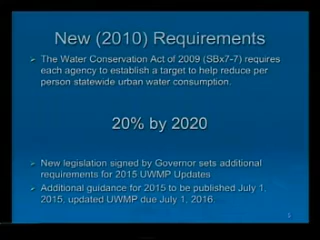 New (2010) Requirements
The Water Conservation Act of 2009 (SBx7-7) requires
each agency to establish a target to help reduce per
person statewide urban water consumption.
20% by 2020
New legislation signed by Governor sets additional
requirements for 2015 UWMP Updates
Additional guidance for 2015 to be published July 1,
2015, updated UWMP due July 1, 2016.